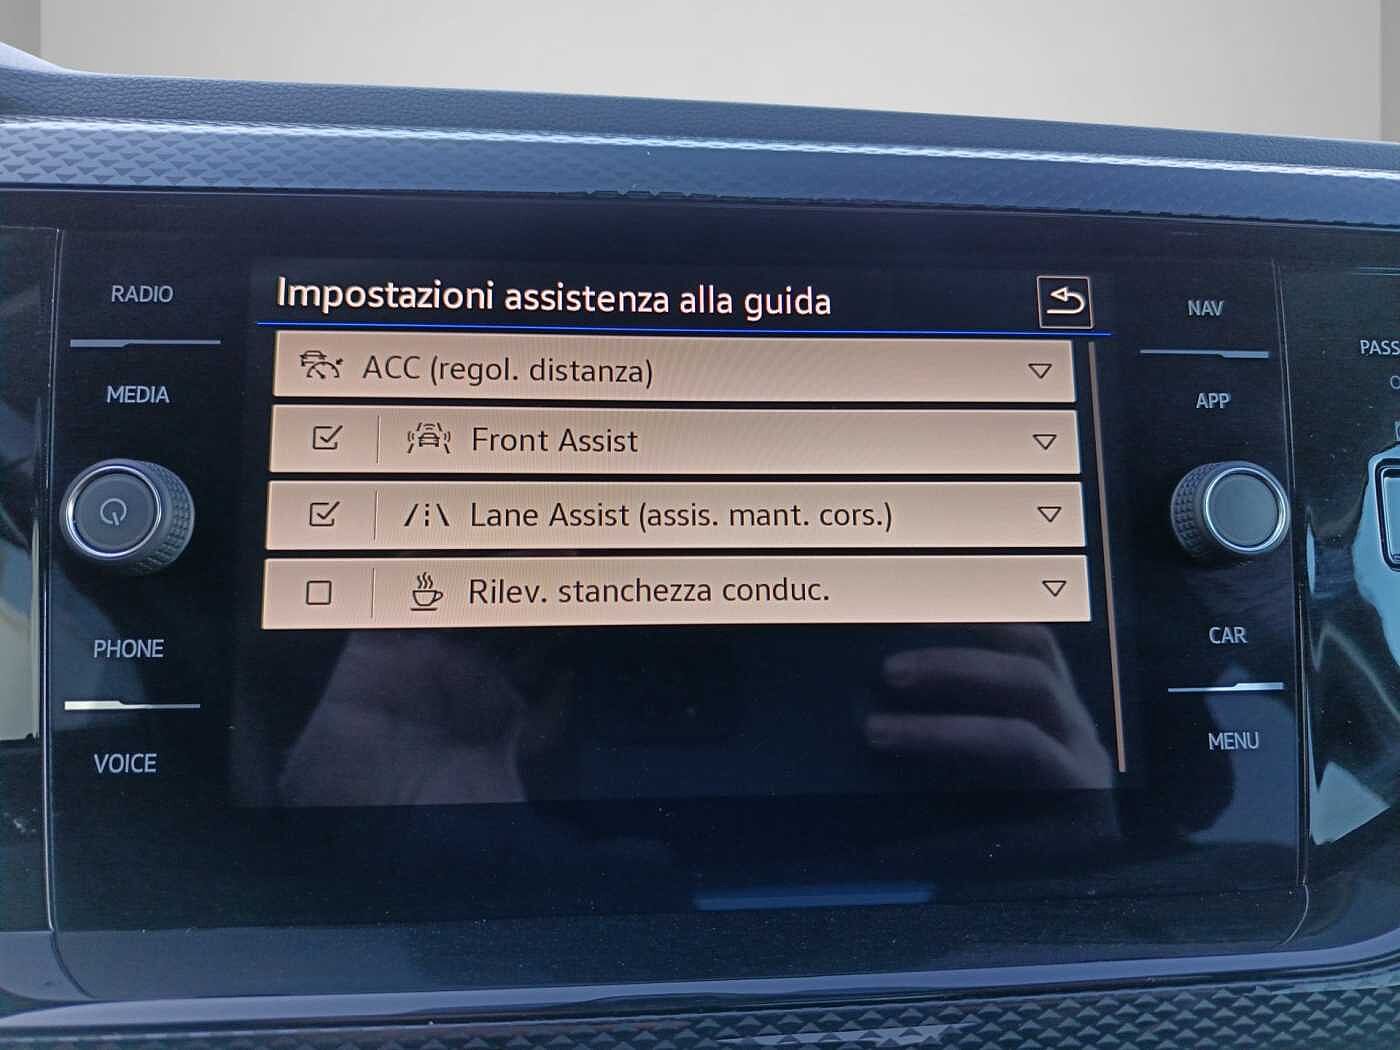 RADIO
MEDIA
PHONE
VOICE
Impostazioni assistenza alla guida
ACC (regol. distanza)
Front Assist
Lane Assist (assis. mant. cors.)
Rilev. stanchezza conduc.
NAV
APP
CAR
MENU
PASS